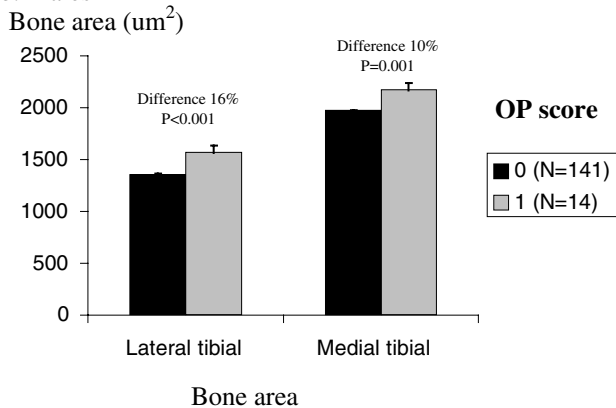 Bone area (um²)
2500
2000
1500
1000
500
0
Difference 16%
P<0.001
Difference 10%
P=0.001
OP score
0 (N=141)
1 (N=14)
Lateral tibial
Medial tibial
Bone area